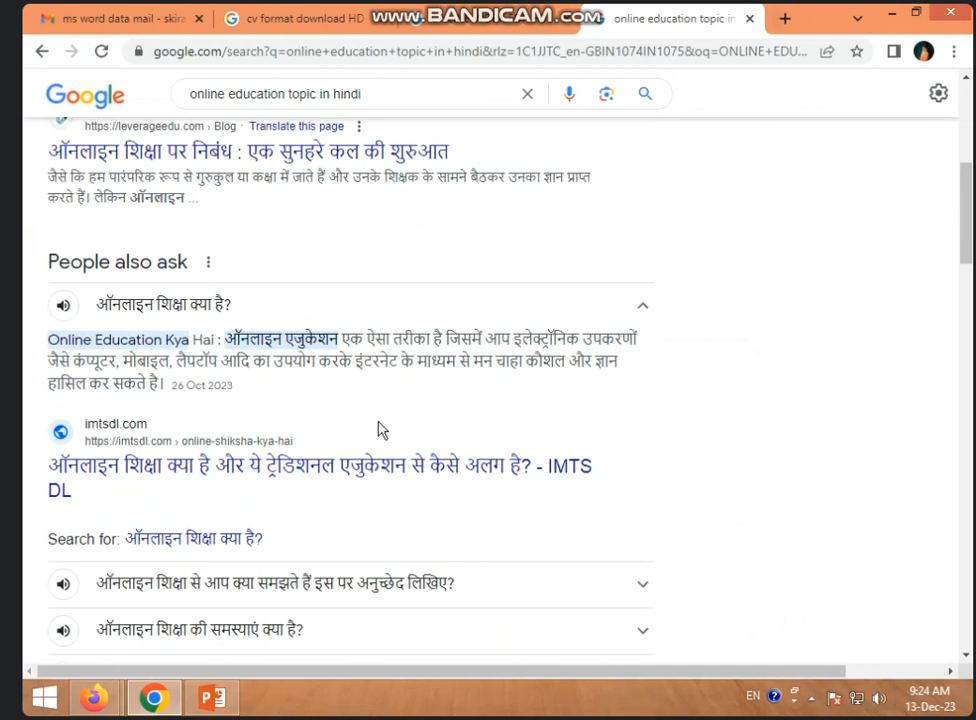 ms word data mail - skira
cv format download HD
www.BANDICAM.com
online education topic in
google.com/search?q=online+education+topic+in+hindi&rlz=1C1JJTC_en-GBIN1074IN1075&oq=ONLINE+EDU...
Google
online education topic in hindi
https://leverageedu.com › Blog · Translate this page
ऑनलाइन शिक्षा पर निबंध : एक सुनहरे कल की शुरुआत
जैसे कि हम पारंपरिक रूप से गुरुकुल या कक्षा में जाते हैं और उनके शिक्षक के सामने बैठकर उनका ज्ञान प्राप्त
करते हैं। लेकिन ऑनलाइन ...
People also ask
ऑनलाइन शिक्षा क्या है?
Online Education Kya Hai : ऑनलाइन एजुकेशन एक ऐसा तरीका है जिसमें आप इलेक्ट्रॉनिक उपकरणों
जैसे कंप्यूटर, मोबाइल, लैपटॉप आदि का उपयोग करके इंटरनेट के माध्यम से मन चाहा कौशल और ज्ञान
हासिल कर सकते है। 26 Oct 2023
imtsdl.com
https://imtsdl.com › online-shiksha-kya-hai
ऑनलाइन शिक्षा क्या है और ये ट्रेडिशनल एजुकेशन से कैसे अलग है? - IMTS
DL
Search for: ऑनलाइन शिक्षा क्या है?
ऑनलाइन शिक्षा से आप क्या समझते हैं इस पर अनुच्छेद लिखिए?
ऑनलाइन शिक्षा की समस्याएं क्या है?
EN
9:24 AM
13-Dec-23